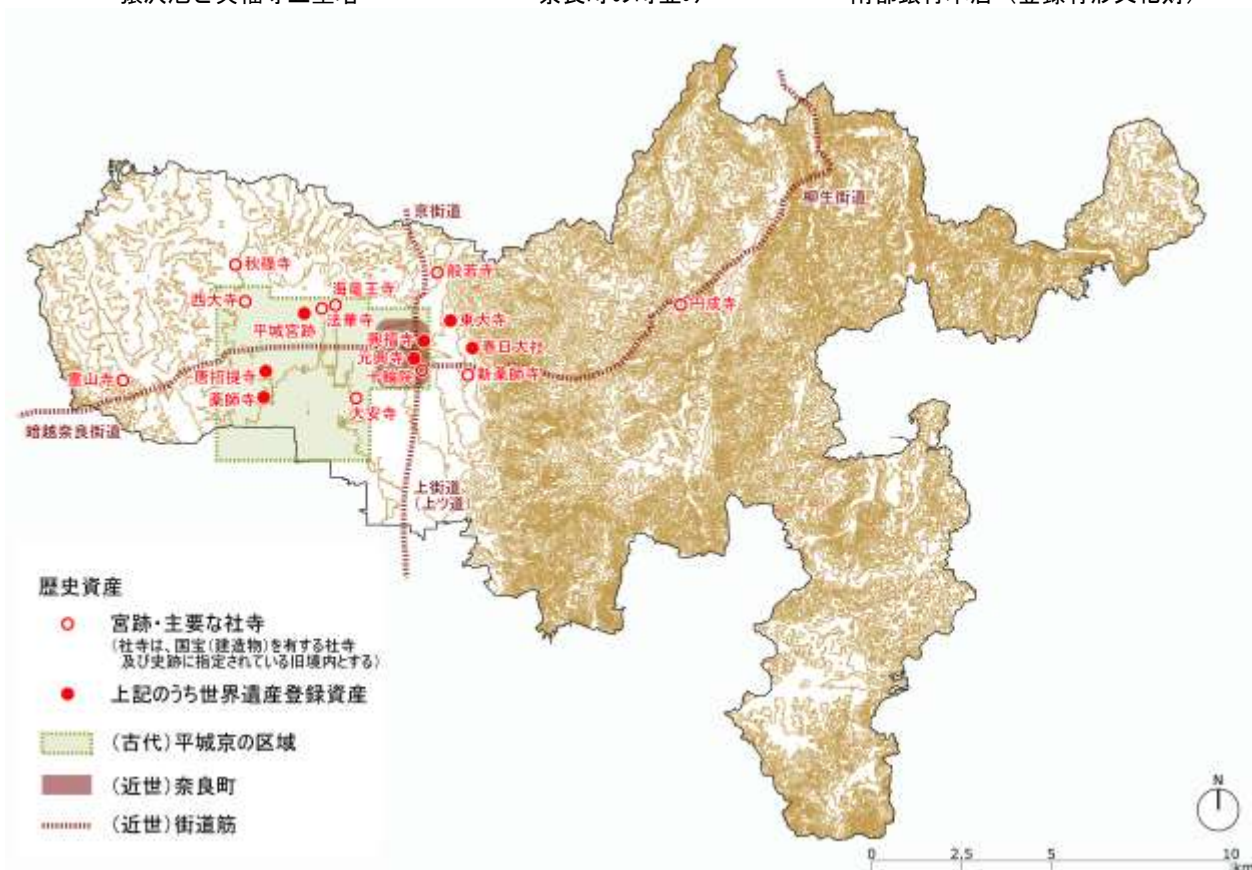 京街道
柳生街道
秋篠寺
般若寺
海竜王寺
西大寺
法華寺
平城宮跡
東大寺
円成寺
興福寺
春日大社
元興寺
十輪院
新薬師寺
霊山寺
唐招提寺
薬師寺
大安寺
暗越奈良街道
上街道
(上ツ道)
歴史資産
宮跡・主要な社寺
(社寺は、国宝(建造物)を有する社寺
及び史跡に指定されている旧境内とする)
上記のうち世界遺産登録資産
(古代)平城京の区域
(近世)奈良町
(近世)街道筋
N
0 2.5 5 10
km